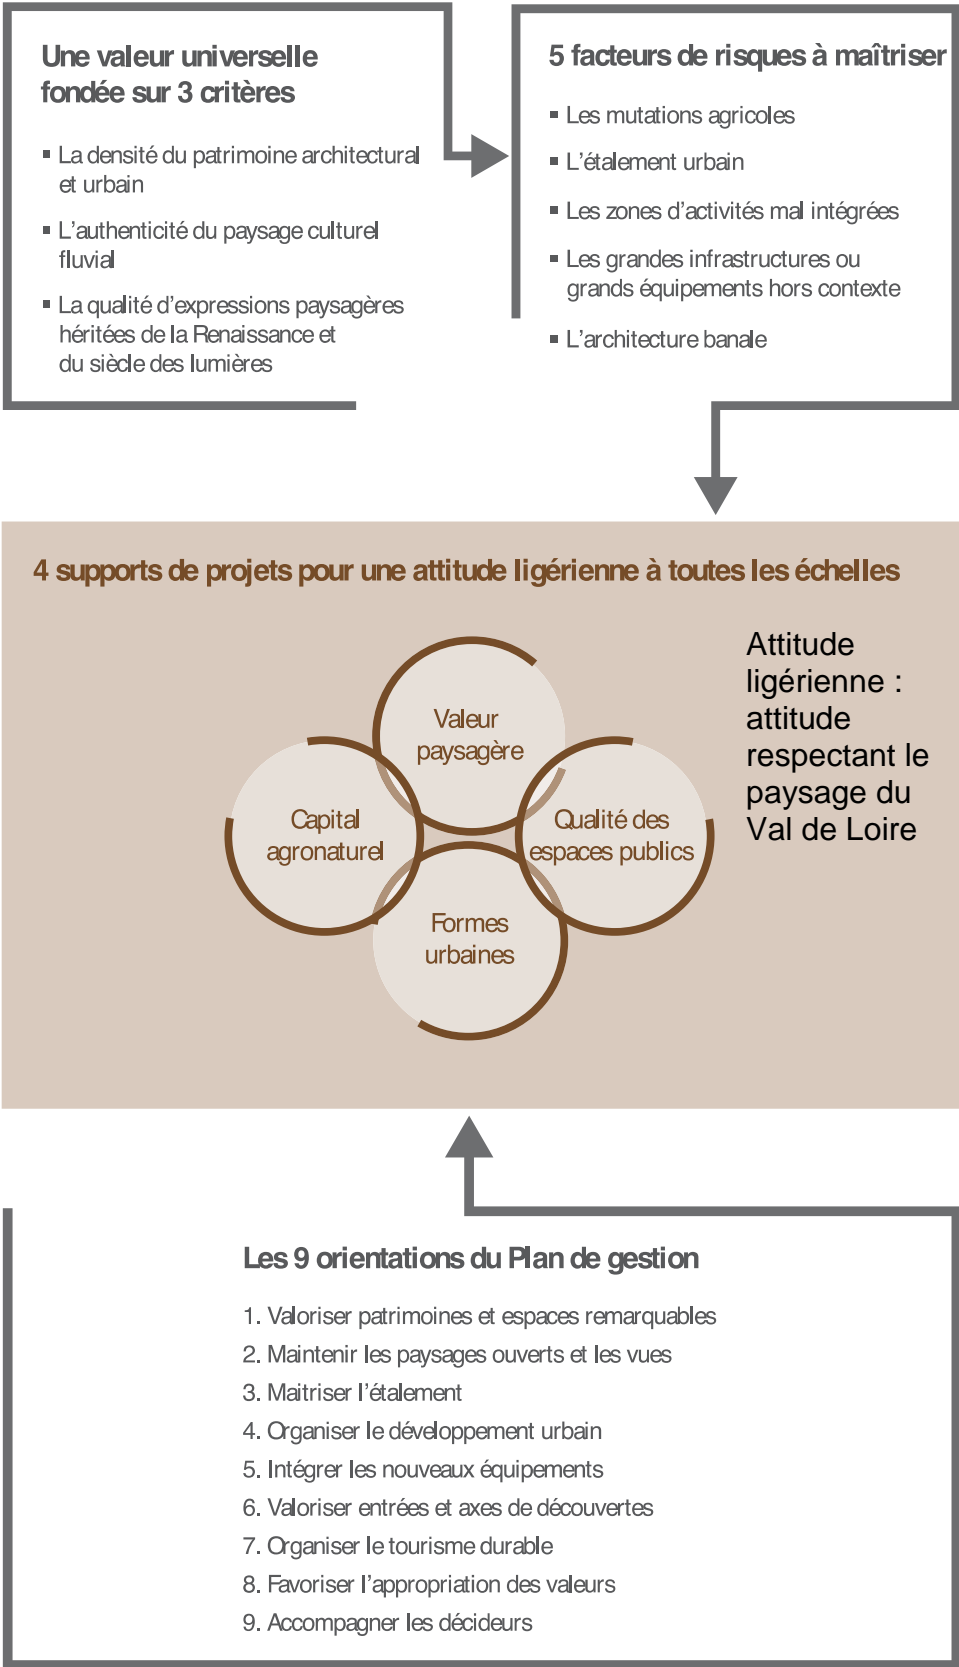 Une valeur universelle
fondée sur 3 critères
▪ La densité du patrimoine architectural
et urbain
▪ L'authenticité du paysage culturel
fluvial
▪ La qualité d'expressions paysagères
héritées de la Renaissance et
du siècle des lumières
5 facteurs de risques à maîtriser
▪ Les mutations agricoles
▪ L'étalement urbain
▪ Les zones d'activités mal intégrées
▪ Les grandes infrastructures ou
grands équipements hors contexte
▪ L'architecture banale
4 supports de projets pour une attitude ligérienne à toutes les échelles
Valeur
paysagère
Capital
agronaturel
Qualité des
espaces publics
Formes
urbaines
Attitude
ligérienne :
attitude
respectant le
paysage du
Val de Loire
Les 9 orientations du Plan de gestion
1. Valoriser patrimoines et espaces remarquables
2. Maintenir les paysages ouverts et les vues
3. Maitriser l'étalement
4. Organiser le développement urbain
5. Intégrer les nouveaux équipements
6. Valoriser entrées et axes de découvertes
7. Organiser le tourisme durable
8. Favoriser l'appropriation des valeurs
9. Accompagner les décideurs